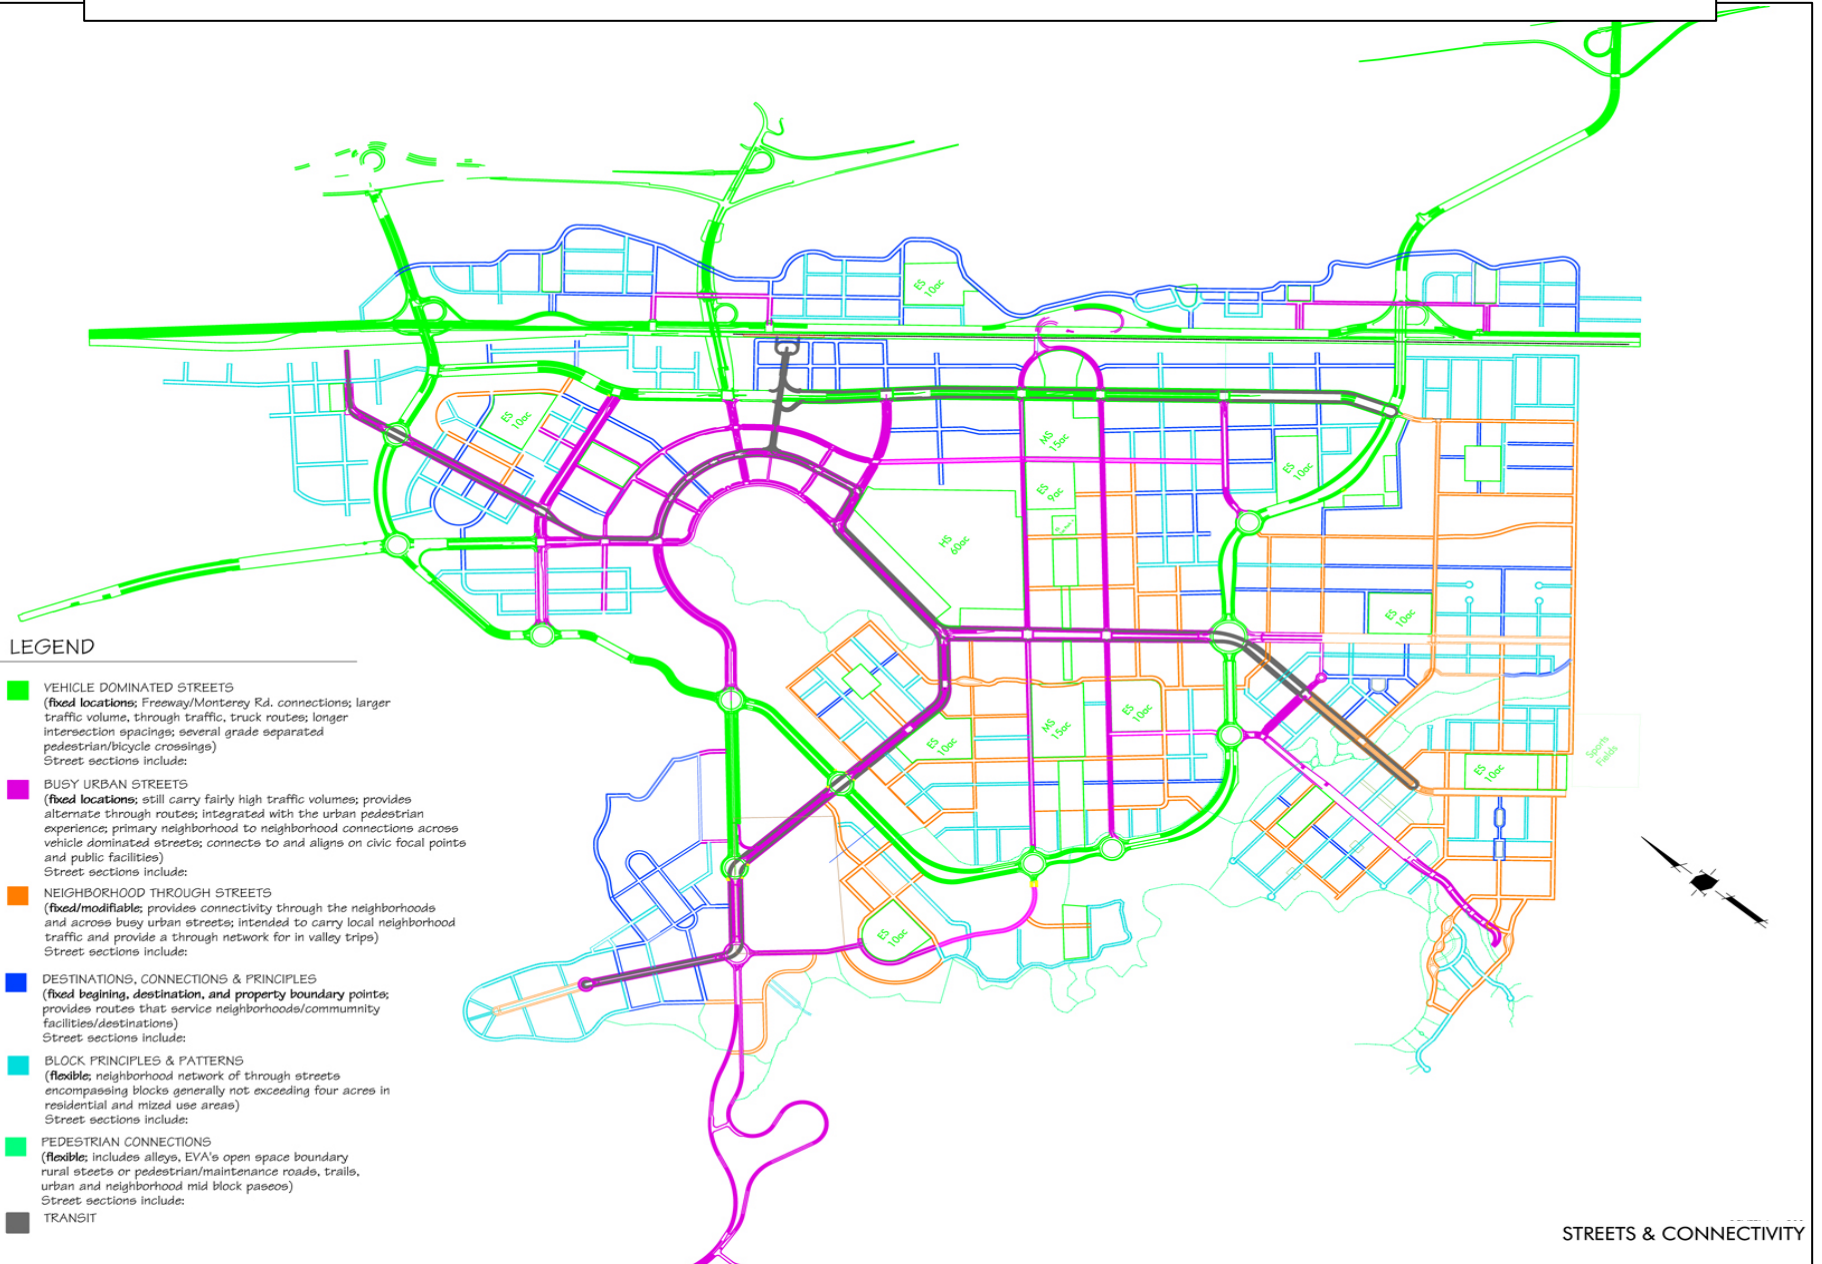 ES
10ac
ES
10ac
MS
15ac
ES
9ac
ES
10ac
HS
60ac
ES
10ac
MS
15ac
ES
10ac
ES
10ac
Sports
Fields
ES
10ac
ES
10ac
LEGEND
VEHICLE DOMINATED STREETS
(fixed locations; Freeway/Monterey Rd. connections; larger
traffic volume, through traffic, truck routes; longer
intersection spacings; several grade separated
pedestrian/bicycle crossings)
Street sections include:
BUSY URBAN STREETS
(fixed locations; still carry fairly high traffic volumes; provides
alternate through routes; integrated with the urban pedestrian
experience; primary neighborhood to neighborhood connections across
vehicle dominated streets; connects to and aligns on civic focal points
and public facilities)
Street sections include:
NEIGHBORHOOD THROUGH STREETS
(fixed/modifiable; provides connectivity through the neighborhoods
and across busy urban streets; intended to carry local neighborhood
traffic and provide a through network for in valley trips)
Street sections include:
DESTINATIONS, CONNECTIONS & PRINCIPLES
(fixed begining, destination, and property boundary points;
provides routes that service neighborhoods/commumnity
facilities/destinations)
Street sections include:
BLOCK PRINCIPLES & PATTERNS
(flexible; neighborhood network of through streets
encompassing blocks generally not exceeding four acres in
residential and mized use areas)
Street sections include:
PEDESTRIAN CONNECTIONS
(flexible; includes alleys, EVA's open space boundary
rural steets or pedestrian/maintenance roads, trails,
urban and neighborhood mid block paseos)
Street sections include:
TRANSIT
STREETS & CONNECTIVITY